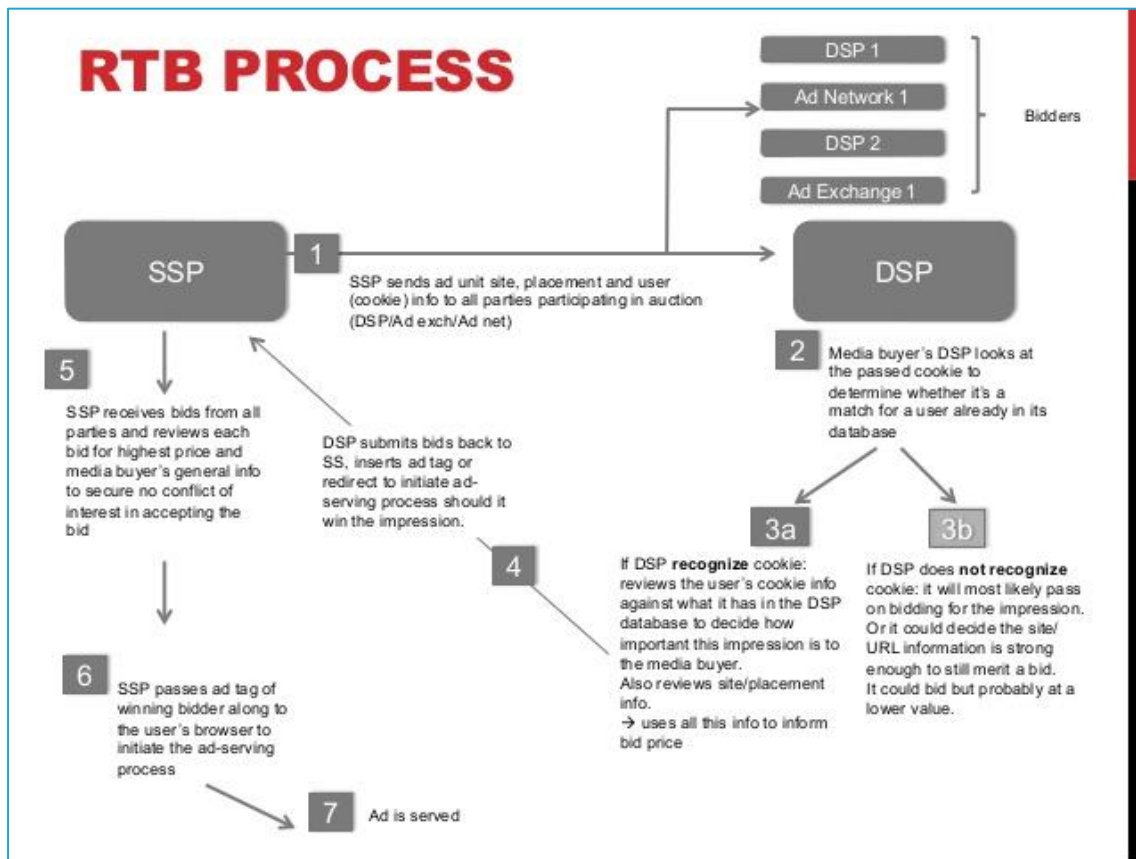 RTB PROCESS
DSP 1
Ad Network 1
DSP 2
Ad Exchange 1
Bidders
SSP
1
SSP sends ad unit site, placement and user
(cookie) info to all parties participating in auction
(DSP/Ad exch/Ad net)
DSP
2
Media buyer's DSP looks at
the passed cookie to
determine whether it's a
match for a user already in its
database
3a
If DSP recognize cookie:
reviews the user's cookie info
against what it has in the DSP
database to decide how
important this impression is to
the media buyer.
Also reviews site/placement
info.
→ uses all this info to inform
bid price
3b
If DSP does not recognize
cookie: it will most likely pass
on bidding for the impression.
Or it could decide the site/
URL information is strong
enough to still merit a bid.
It could bid but probably at a
lower value.
4
DSP submits bids back to
SS, inserts ad tag or
redirect to initiate ad-
serving process should it
win the impression.
5
SSP receives bids from all
parties and reviews each
bid for highest price and
media buyer's general info
to secure no conflict of
interest in accepting the
bid
6
SSP passes ad tag of
winning bidder along to
the user's browser to
initiate the ad-serving
process
7
Ad is served